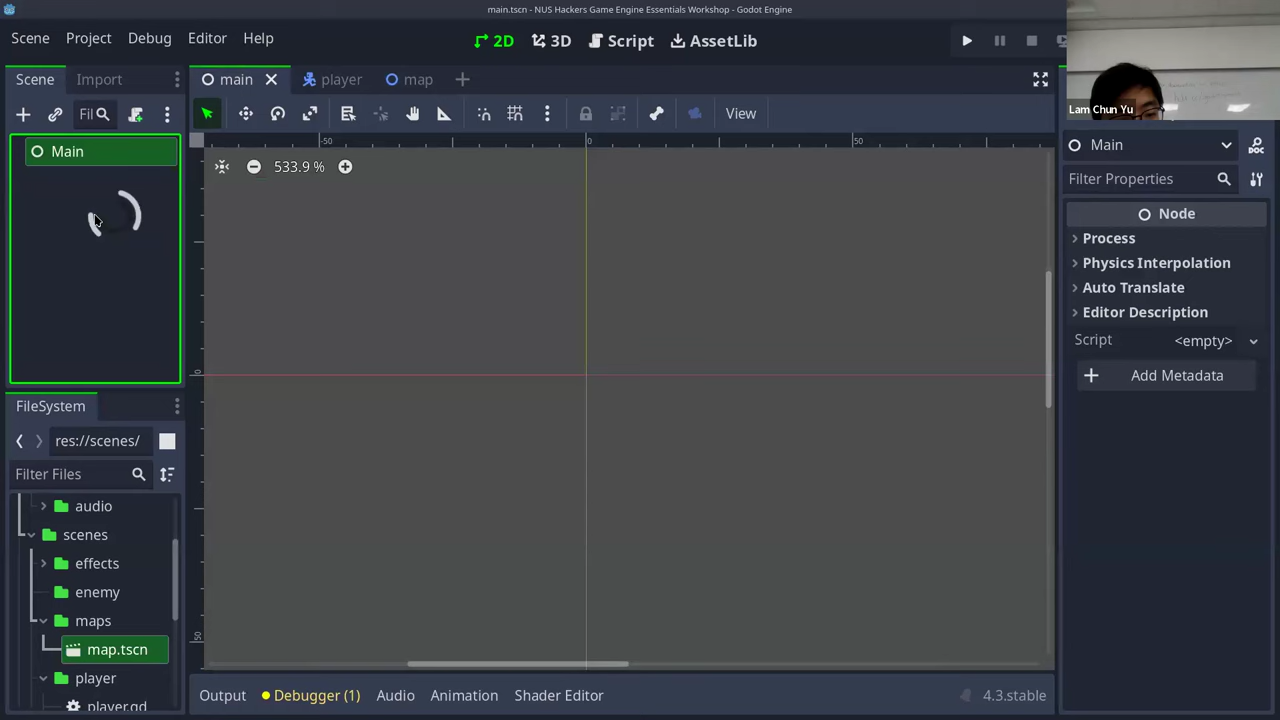 main.tscn - NUS Hackers Game Engine Essentials Workshop - Godot Engine
Scene Project Debug Editor Help
2D 3D Script AssetLib
Lam Chun Yu
Scene Import
main player map
Fil
View
Main
-50 0 50
533.9 %
0
50
Main
Filter Properties
Node
Process
Physics Interpolation
Auto Translate
Editor Description
Script <empty>
Add Metadata
FileSystem
res://scenes/
Filter Files
audio
scenes
effects
enemy
maps
map.tscn
player
player.gd
Output Debugger (1) Audio Animation Shader Editor 4.3.stable